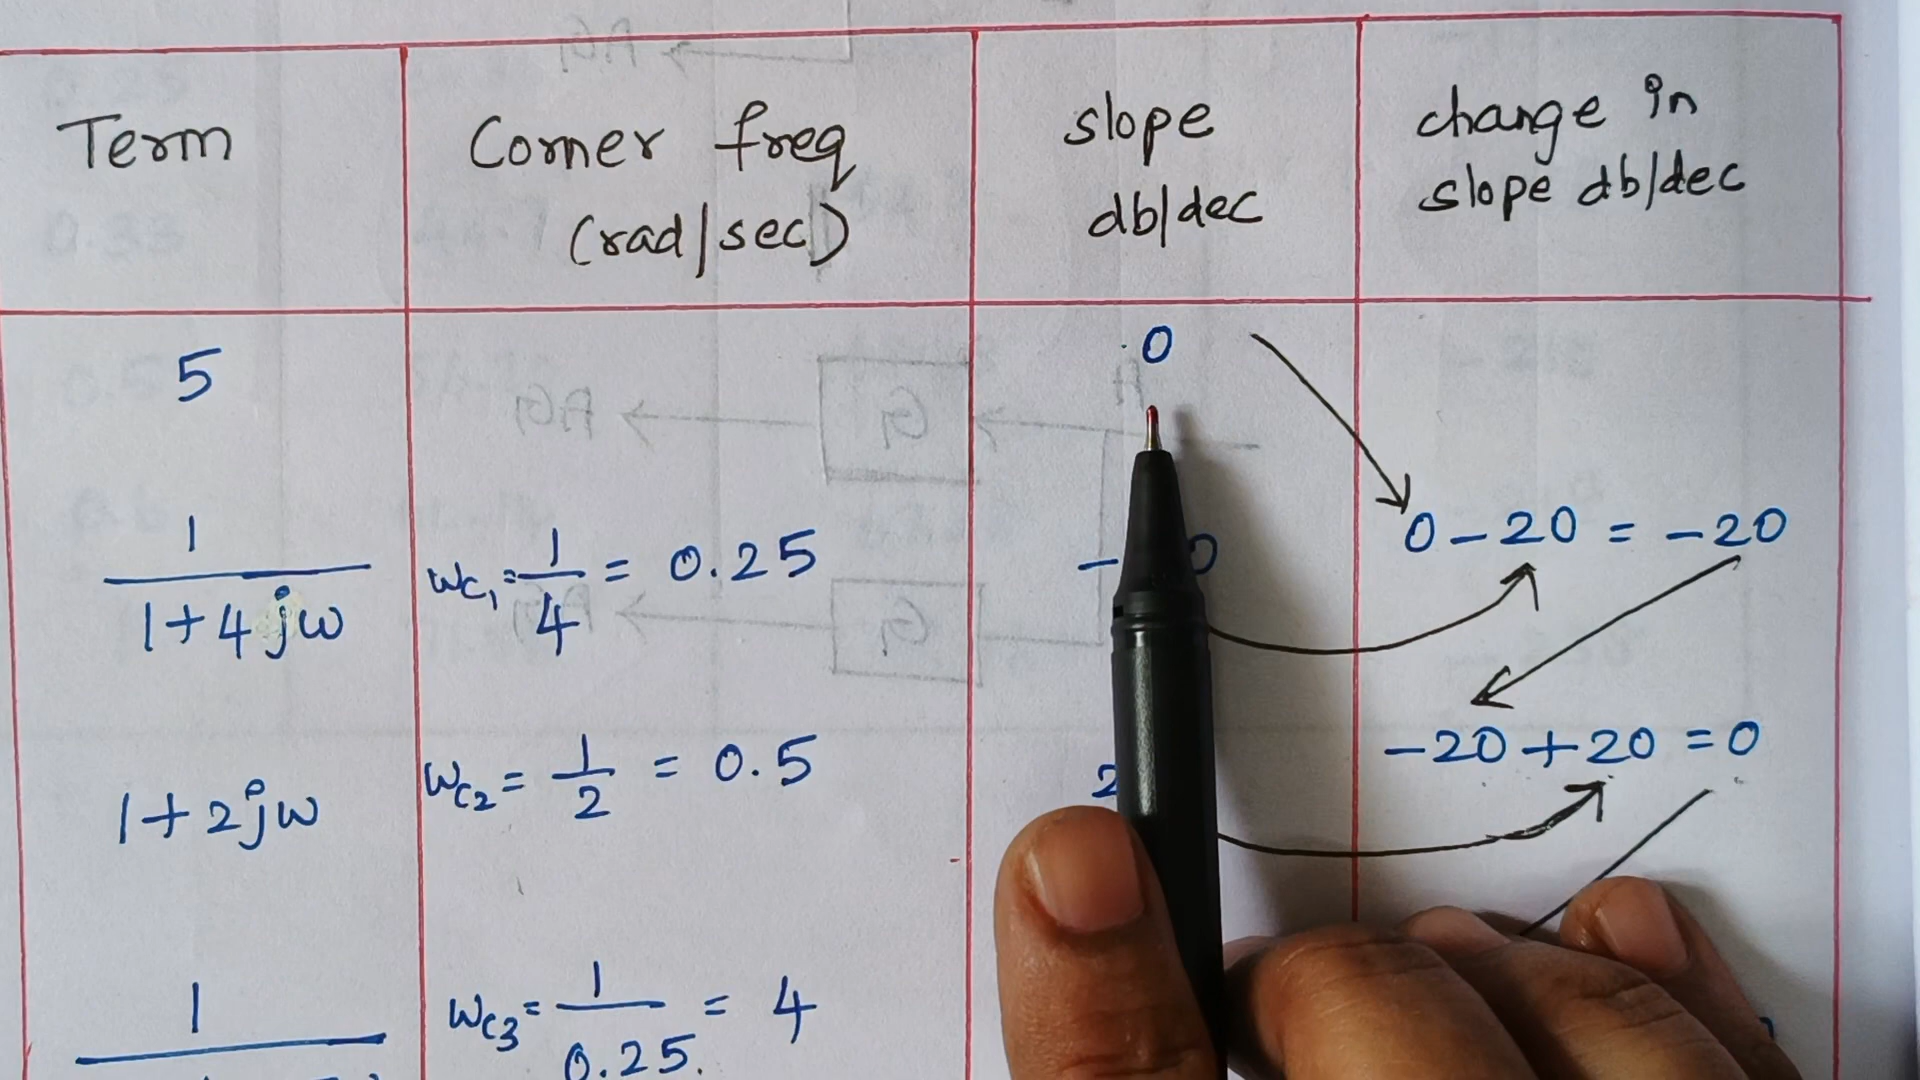 Term
Corner freq
(rad/sec)
slope
db/dec
change in
slope db/dec
5
0
1
1+4jω
ωc₁ = 1/4 = 0.25
0-20 = -20
1+2jω
ωc2 = 1/2 = 0.5
-20+20 = 0
1
ωc3 = 1/0.25 = 4